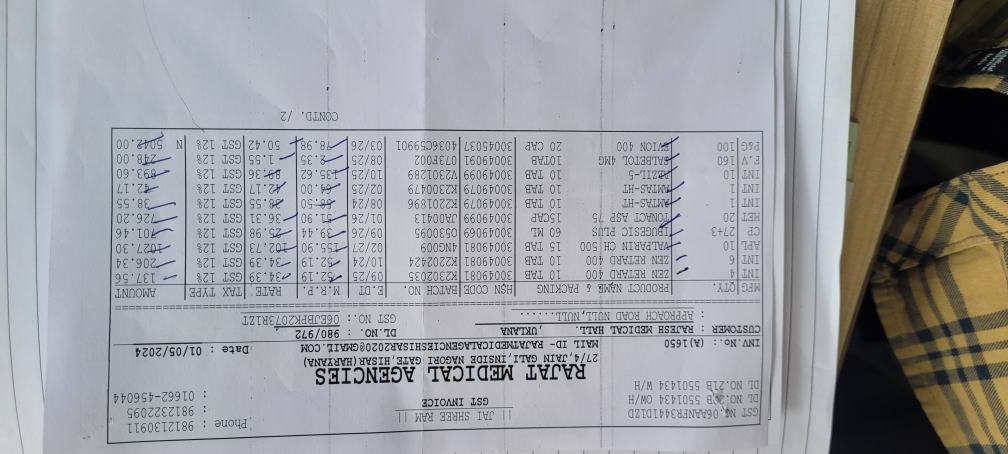 || JAI SHREE RAM ||
GST INVOICE
GST No. 06AANFR3441D1ZD
DL NO. 20B 5501434 OW/H
DL NO. 21B 5501434 H/W
Phone : 9812130911
: 9812322095
: 01662-456044
RAJAT MEDICAL AGENCIES
27/4, JAIN GALI, INSIDE NAGORI GATE, HISAR (HARYANA)
MAIL ID- RAJATMEDICALAGENCIESHISAR2020@GMAIL.COM
INV.No.: (A)1650 Date : 01/05/2024
CUSTOMER : RAJESH MEDICAL HALL. ,UKLANA, DL.NO. : 980/972
: APPROACH ROAD NULL,NULL....... GST NO.: 06EJBPK2073R1ZT
MFG QTY. PRODUCT NAME & PACKING HSN CODE BATCH NO. E.DT M.R.P. RATE TAX TYPE AMOUNT
INT 4 ZEN RETARD 400 10 TAB 30049081 K2302035 09/25 52.19 34.39 GST 12% 137.56
INT 6 ZEN RETARD 400 10 TAB 30049081 K2202424 10/24 52.19 34.39 GST 12% 206.34
APL 10 VALPARIN CH 500 15 TAB 30049081 4NG009 02/27 155.90 102.73 GST 12% 1027.30
CP 27+3 IEUGESIC PLUS 60 ML 30049069 OS30095 09/26 39.44 25.98 GST 12% 701.46
HET 20 TONACT ASP 75 15CAP 30049079 JA00413 01/26 51.90 36.31 GST 12% 726.20
INT 1 AMTAS-HT 10 TAB 30049079 K2201896 08/24 58.50 38.55 GST 12% 38.55
INT 1 AMTAS-HT 10 TAB 30049079 K2300479 02/25 64.00 42.17 GST 12% 42.17
INT 10 ARZIL-5 10 TAB 30049099 V2301289 10/25 135.62 89.36 GST 12% 893.60
F.V 160 SALBETOL 4MG 10TAB 30049091 073F002 08/25 2.35 1.55 GST 12% 248.00
P&G 100 EVION 400 20 CAP 30045037 4036C59901 03/26 78.98 50.42 GST 12% N 5042.00
CONTD. /2